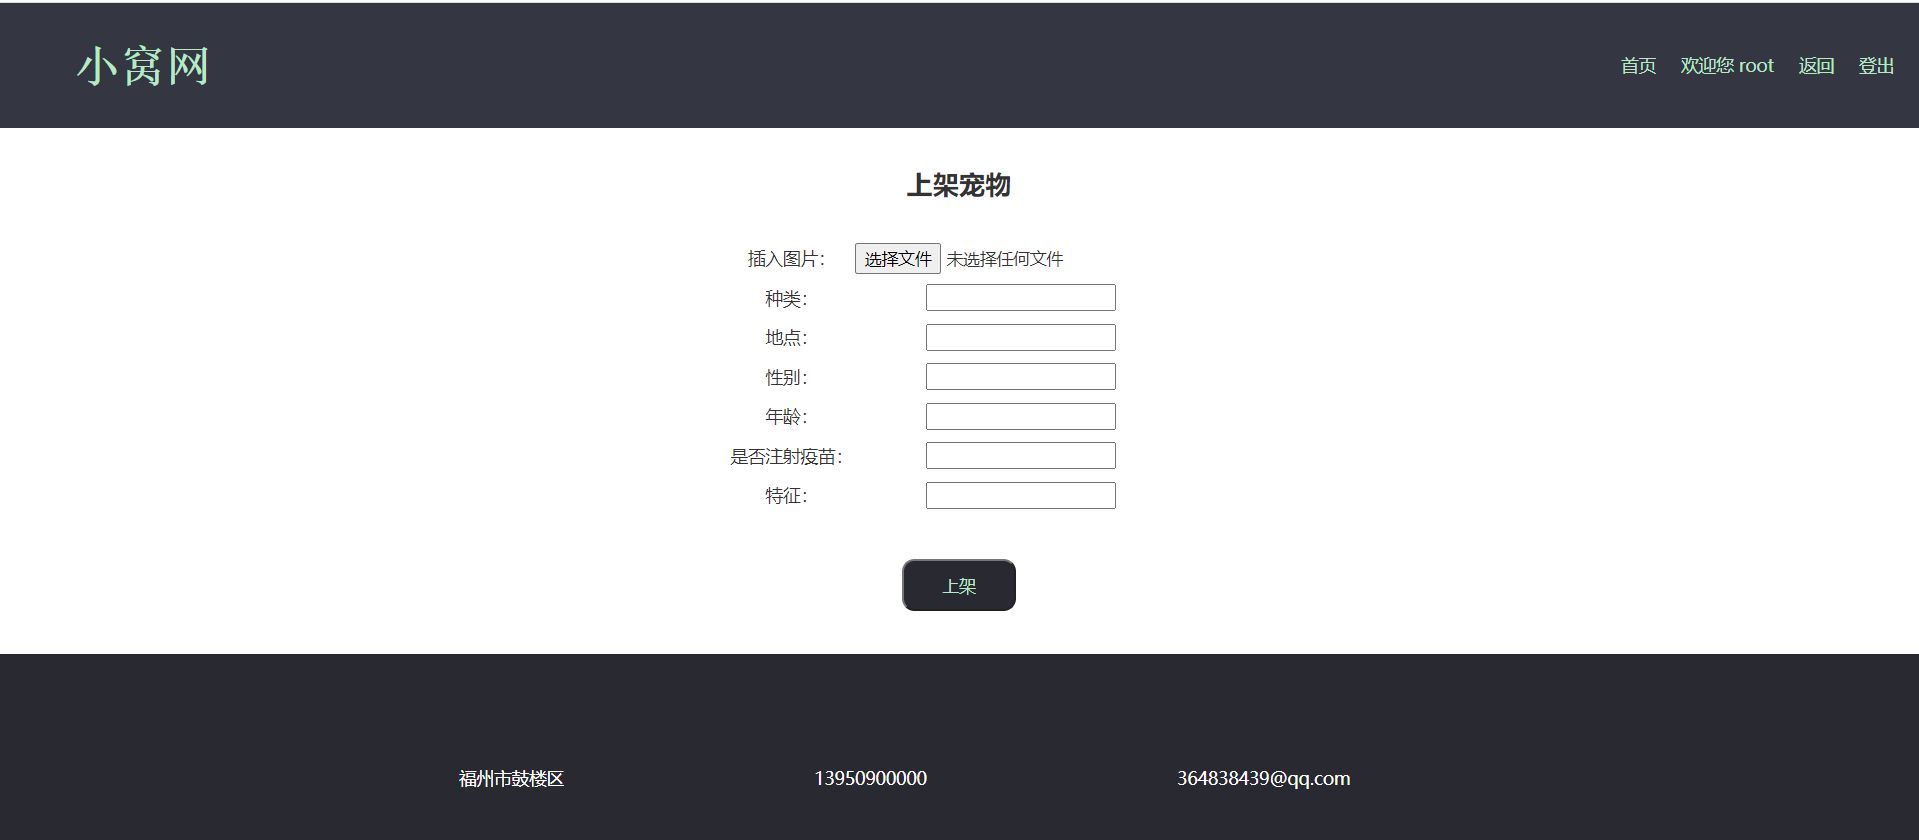 小窝网
首页 欢迎您 root 返回 登出
上架宠物
插入图片： 选择文件 未选择任何文件
种类：
地点：
性别：
年龄：
是否注射疫苗：
特征：
上架
福州市鼓楼区 13950900000 364838439@qq.com